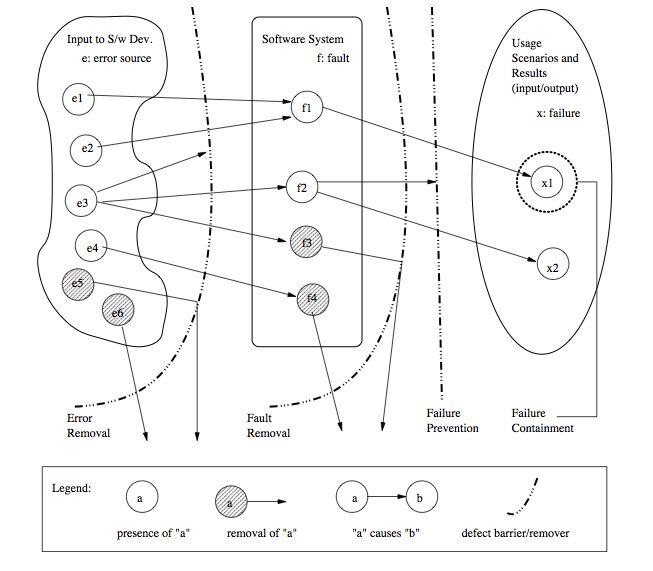 Input to S/w Dev.
e: error source
Software System
f: fault
Usage
Scenarios and
Results
(input/output)
x: failure
e1
e2
e3
e4
e5
e6
f1
f2
f3
f4
x1
x2
Error
Removal
Fault
Removal
Failure
Prevention
Failure
Containment
Legend:
a
a
a
b
presence of "a"
removal of "a"
"a" causes "b"
defect barrier/remover